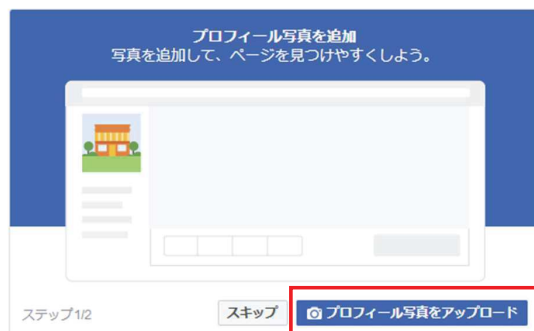 プロフィール写真を追加
写真を追加して、ページを見つけやすくしよう。
ステップ1/2
スキップ
プロフィール写真をアップロード